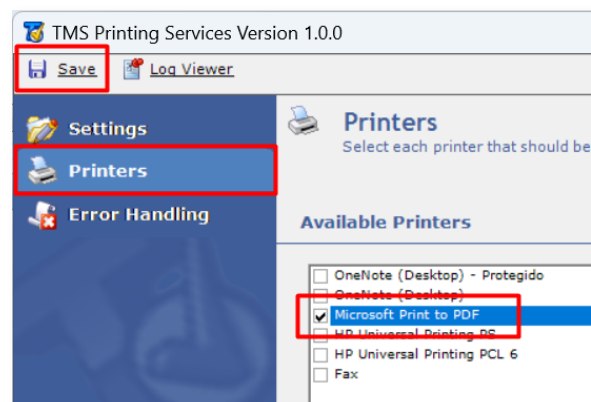 TMS Printing Services Version 1.0.0
Save Log Viewer
Settings
Printers
Error Handling
Printers
Select each printer that should be
Available Printers
OneNote (Desktop) - Protegido
OneNote (Desktop)
Microsoft Print to PDF
HP Universal Printing PS
HP Universal Printing PCL 6
Fax